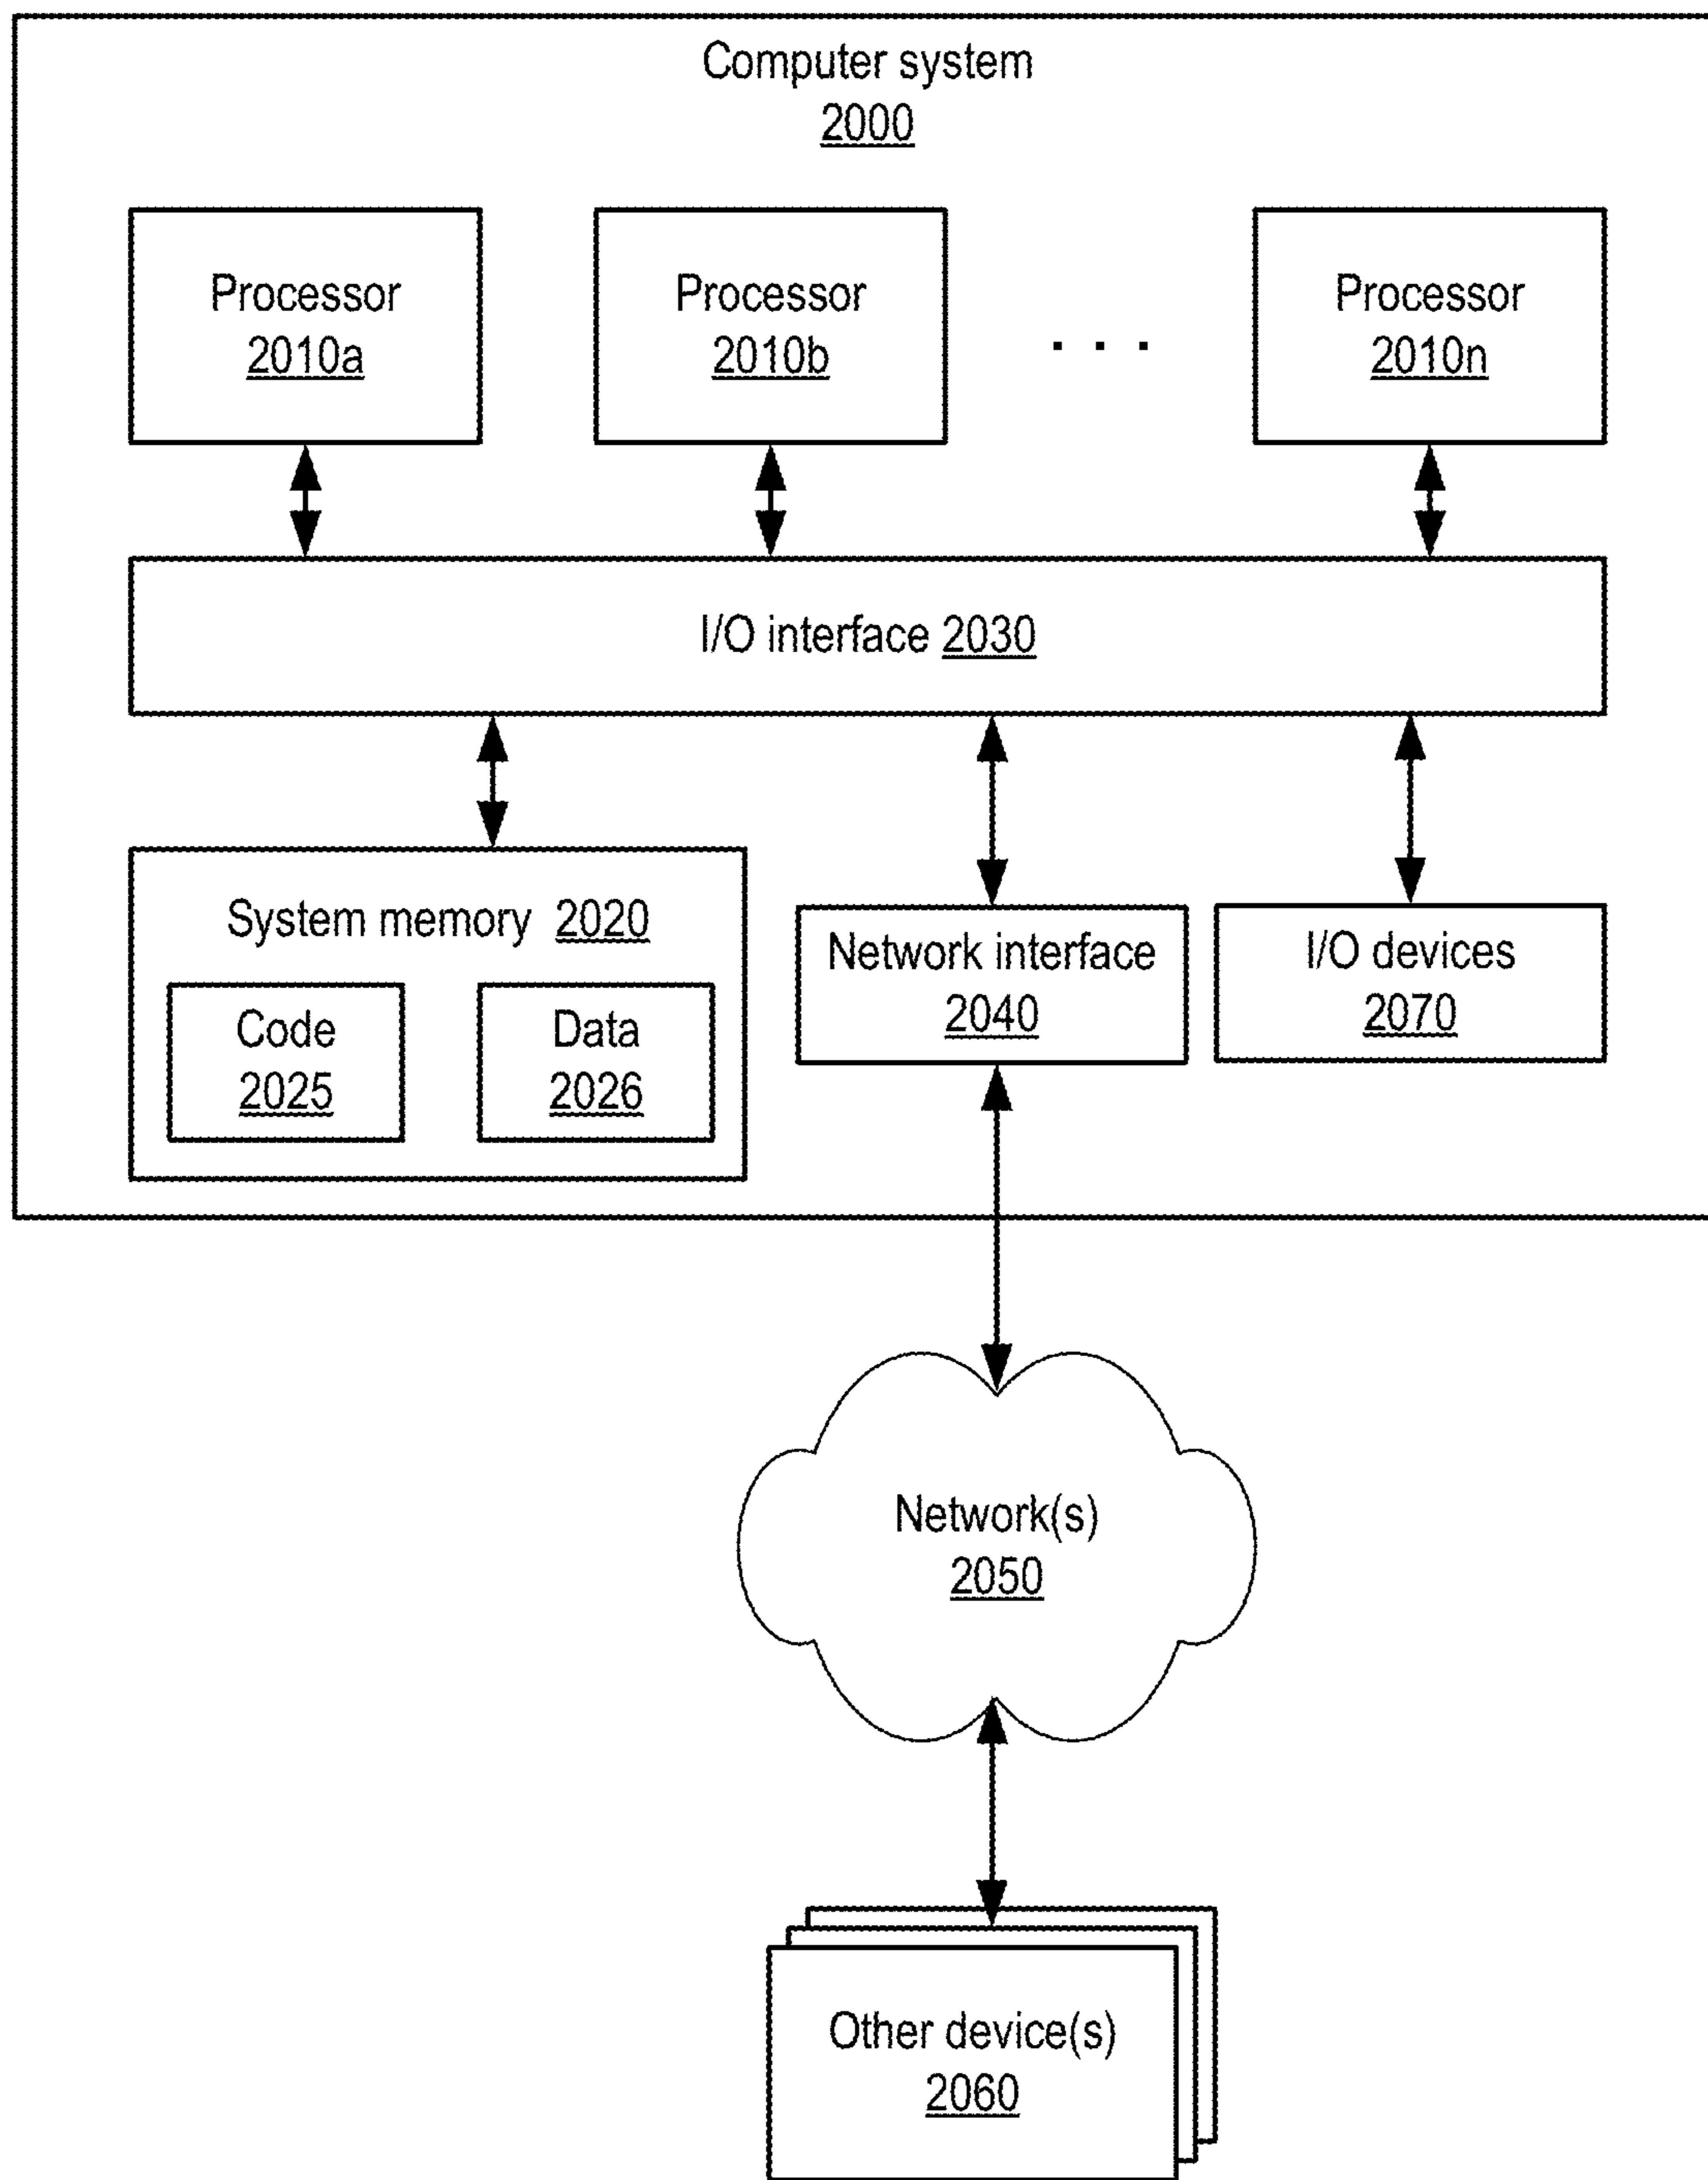 Computer system
2000
Processor
2010a
Processor
2010b
. . .
Processor
2010n
I/O interface 2030
System memory 2020
Code
2025
Data
2026
Network interface
2040
I/O devices
2070
Network(s)
2050
Other device(s)
2060